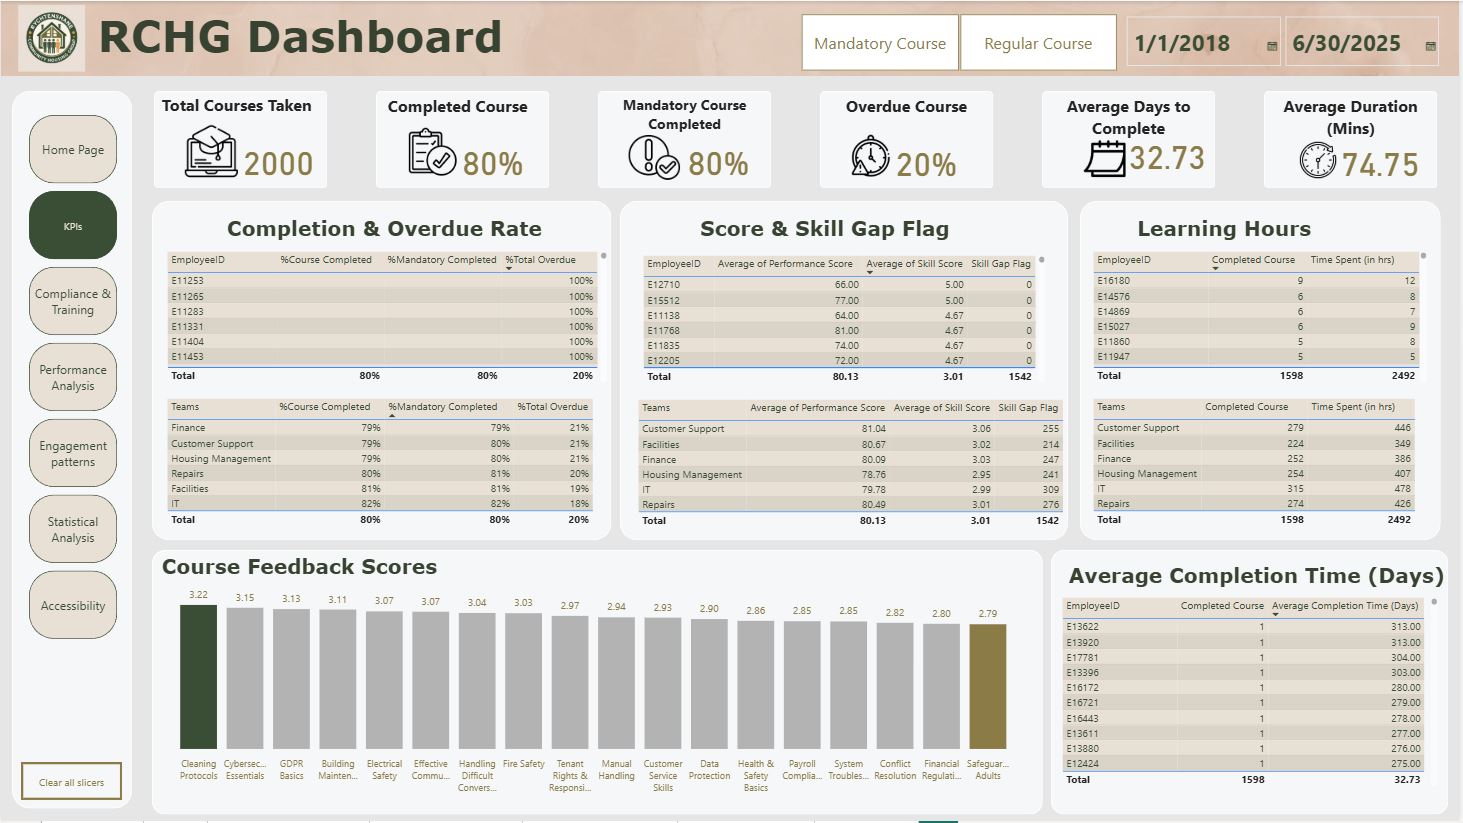 RCHG Dashboard
Mandatory Course
Regular Course
1/1/2018
6/30/2025
Home Page
KPIs
Compliance &
Training
Performance
Analysis
Engagement
patterns
Statistical
Analysis
Accessibility
Clear all slicers
Total Courses Taken
2000
Completed Course
80%
Mandatory Course
Completed
80%
Overdue Course
20%
Average Days to
Complete
32.73
Average Duration
(Mins)
74.75
Completion & Overdue Rate
EmployeeID %Course Completed %Mandatory Completed %Total Overdue
E11253 100%
E11265 100%
E11283 100%
E11331 100%
E11404 100%
E11453 100%
Total 80% 80% 20%
Teams %Course Completed %Mandatory Completed %Total Overdue
Finance 79% 79% 21%
Customer Support 79% 80% 21%
Housing Management 79% 80% 21%
Repairs 80% 81% 20%
Facilities 81% 81% 19%
IT 82% 82% 18%
Total 80% 80% 20%
Score & Skill Gap Flag
EmployeeID Average of Performance Score Average of Skill Score Skill Gap Flag
E12710 66.00 5.00 0
E15512 77.00 5.00 0
E11138 64.00 4.67 0
E11768 81.00 4.67 0
E11835 74.00 4.67 0
E12205 72.00 4.67 0
Total 80.13 3.01 1542
Teams Average of Performance Score Average of Skill Score Skill Gap Flag
Customer Support 81.04 3.06 255
Facilities 80.67 3.02 214
Finance 80.09 3.03 247
Housing Management 78.76 2.95 241
IT 79.78 2.99 309
Repairs 80.49 3.01 276
Total 80.13 3.01 1542
Learning Hours
EmployeeID Completed Course Time Spent (in hrs)
E16180 9 12
E14576 6 8
E14869 6 7
E15027 6 9
E11860 5 8
E11947 5 5
Total 1598 2492
Teams Completed Course Time Spent (in hrs)
Customer Support 279 446
Facilities 224 349
Finance 252 386
Housing Management 254 407
IT 315 478
Repairs 274 426
Total 1598 2492
Course Feedback Scores
3.22 3.15 3.13 3.11 3.07 3.07 3.04 3.03 2.97 2.94 2.93 2.90 2.86 2.85 2.85 2.82 2.80 2.79
Cleaning
Protocols
Cybersec...
Essentials
GDPR
Basics
Building
Mainten...
Electrical
Safety
Effective
Commu...
Handling
Difficult
Convers...
Fire Safety
Tenant
Rights &
Responsi...
Manual
Handling
Customer
Service
Skills
Data
Protection
Health &
Safety
Basics
Payroll
Complia...
System
Troubles...
Conflict
Resolution
Financial
Regulati...
Safeguar...
Adults
Average Completion Time (Days)
EmployeeID Completed Course Average Completion Time (Days)
E13622 1 313.00
E13920 1 313.00
E17781 1 304.00
E13396 1 303.00
E16172 1 280.00
E16721 1 279.00
E16443 1 278.00
E13611 1 277.00
E13880 1 276.00
E12424 1 275.00
Total 1598 32.73